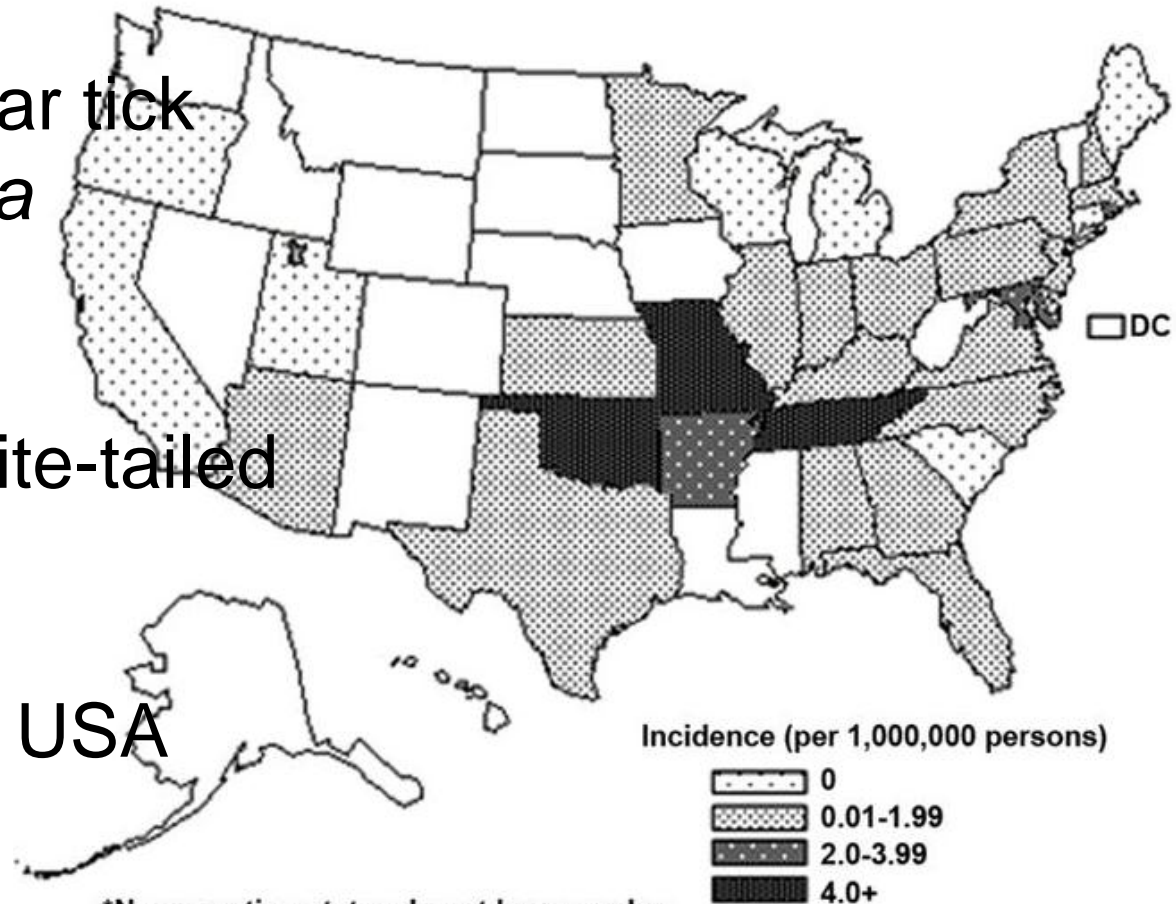 ar tick
a
DC
ite-tailed
USA
Incidence (per 1,000,000 persons)
0
0.01-1.99
2.0-3.99
4.0+